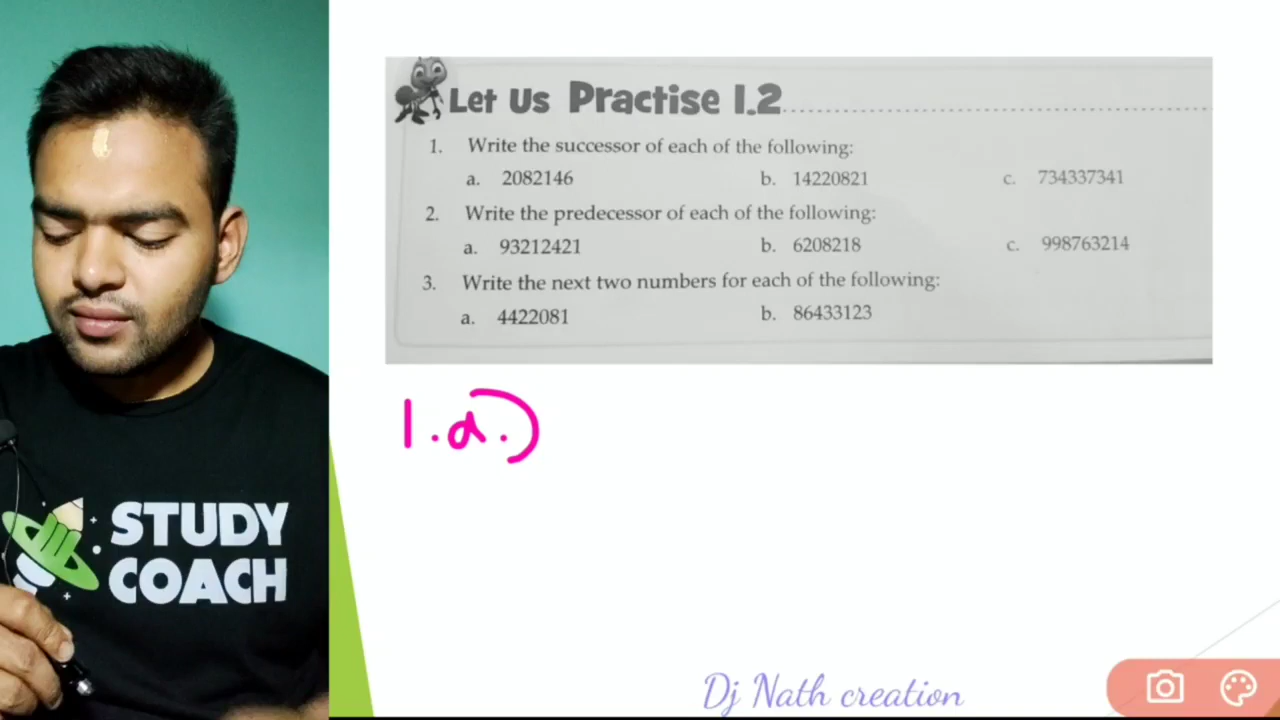 Let Us Practise 1.2
1. Write the successor of each of the following:
a. 2082146 b. 14220821 c. 734337341
2. Write the predecessor of each of the following:
a. 93212421 b. 6208218 c. 998763214
3. Write the next two numbers for each of the following:
a. 4422081 b. 86433123
1.a.)
STUDY
COACH
Dj Nath creation